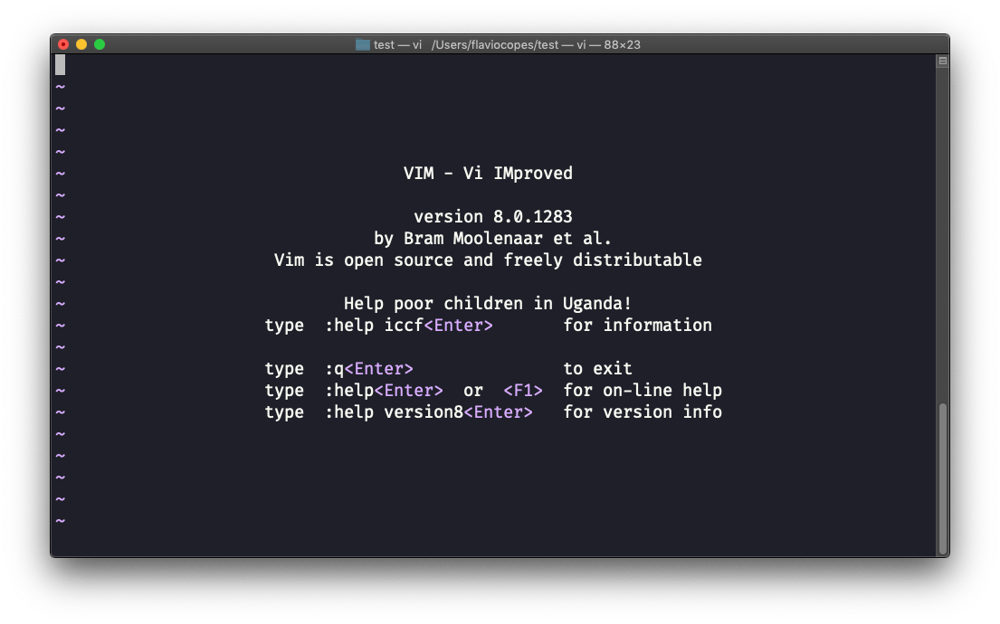 test — vi /Users/flaviocopes/test — vi — 88×23
~
~
~
~
~ VIM - Vi IMproved
~
~ version 8.0.1283
~ by Bram Moolenaar et al.
~ Vim is open source and freely distributable
~
~ Help poor children in Uganda!
~ type :help iccf<Enter> for information
~
~ type :q<Enter> to exit
~ type :help<Enter> or <F1> for on-line help
~ type :help version8<Enter> for version info
~
~
~
~
~